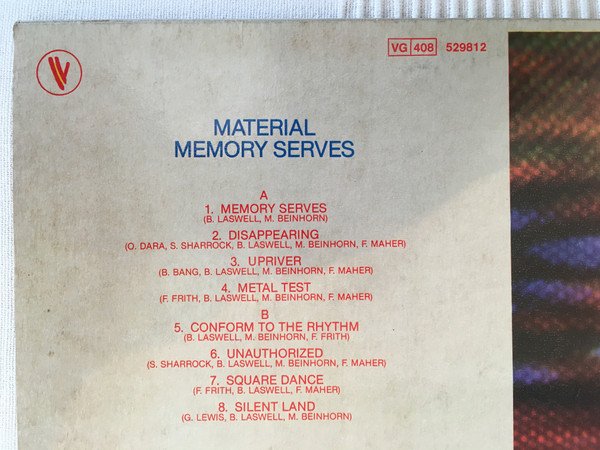 VG 408 529812
MATERIAL
MEMORY SERVES
A
1. MEMORY SERVES
(B. LASWELL, M. BEINHORN)
2. DISAPPEARING
(O. DARA, S. SHARROCK, B. LASWELL, M. BEINHORN, F. MAHER)
3. UPRIVER
(B. BANG, B. LASWELL, M. BEINHORN, F. MAHER)
4. METAL TEST
(F. FRITH, B. LASWELL, M. BEINHORN, F. MAHER)
B
5. CONFORM TO THE RHYTHM
(B. LASWELL, M. BEINHORN, F. FRITH)
6. UNAUTHORIZED
(S. SHARROCK, B. LASWELL, M. BEINHORN, F. MAHER)
7. SQUARE DANCE
(F. FRITH, B. LASWELL, F. MAHER)
8. SILENT LAND
(G. LEWIS, B. LASWELL, M. BEINHORN)